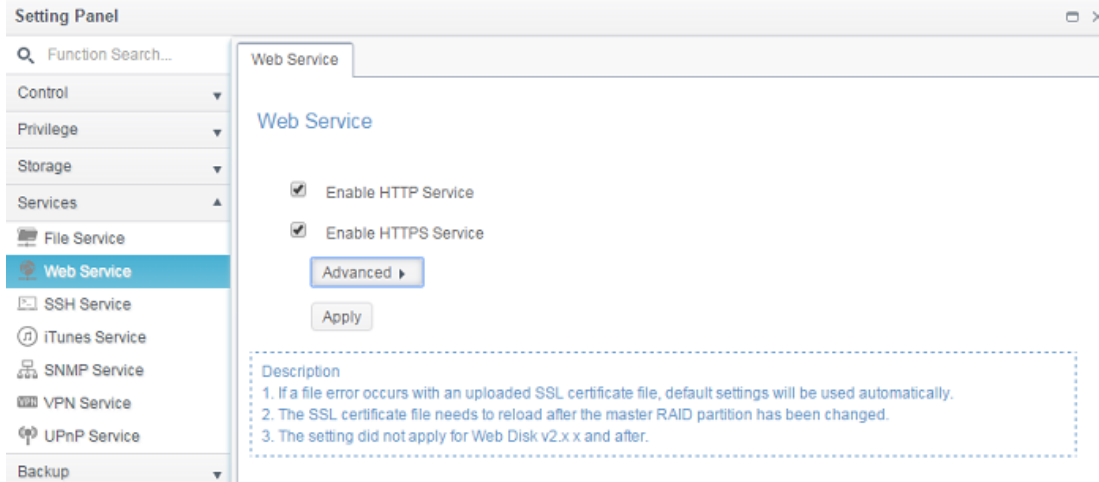 Setting Panel
Function Search...
Control
Privilege
Storage
Services
File Service
Web Service
SSH Service
iTunes Service
SNMP Service
VPN Service
UPnP Service
Backup
Web Service
Web Service
Enable HTTP Service
Enable HTTPS Service
Advanced
Apply
Description
1. If a file error occurs with an uploaded SSL certificate file, default settings will be used automatically.
2. The SSL certificate file needs to reload after the master RAID partition has been changed.
3. The setting did not apply for Web Disk v2.x x and after.